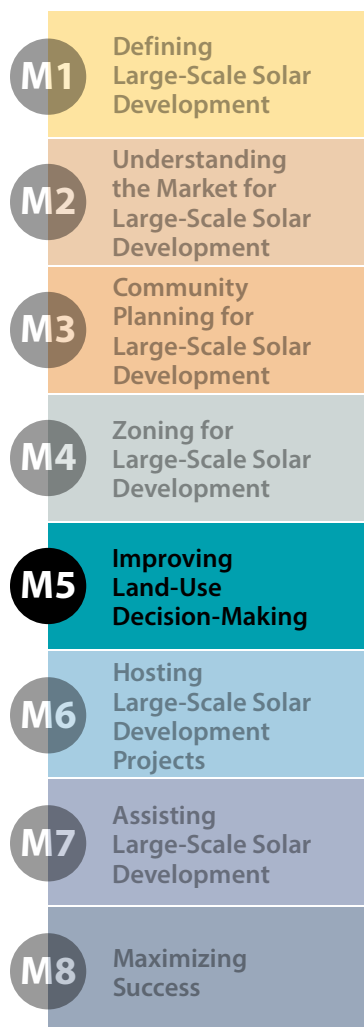 M1
Defining
Large-Scale Solar
Development
M2
Understanding
the Market for
Large-Scale Solar
Development
M3
Community
Planning for
Large-Scale Solar
Development
M4
Zoning for
Large-Scale Solar
Development
M5
Improving
Land-Use
Decision-Making
M6
Hosting
Large-Scale Solar
Development
Projects
M7
Assisting
Large-Scale Solar
Development
M8
Maximizing
Success